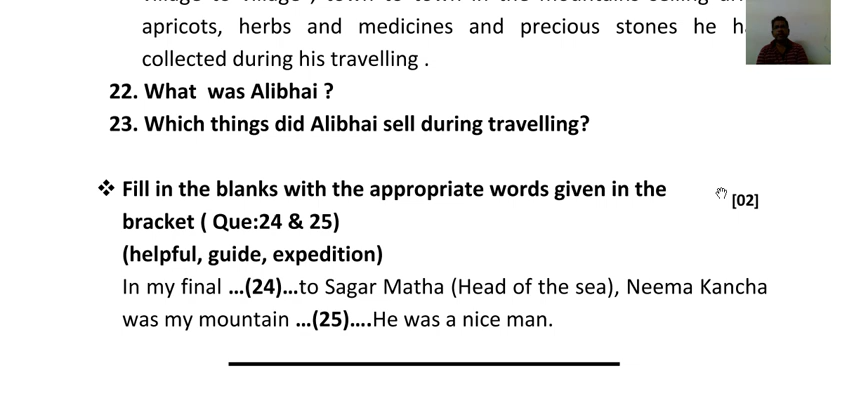 apricots, herbs and medicines and precious stones he
collected during his travelling .
22. What was Alibhai ?
23. Which things did Alibhai sell during travelling?
❖ Fill in the blanks with the appropriate words given in the
[02]
bracket ( Que:24 & 25)
(helpful, guide, expedition)
In my final ...(24)...to Sagar Matha (Head of the sea), Neema Kancha
was my mountain ...(25)....He was a nice man.